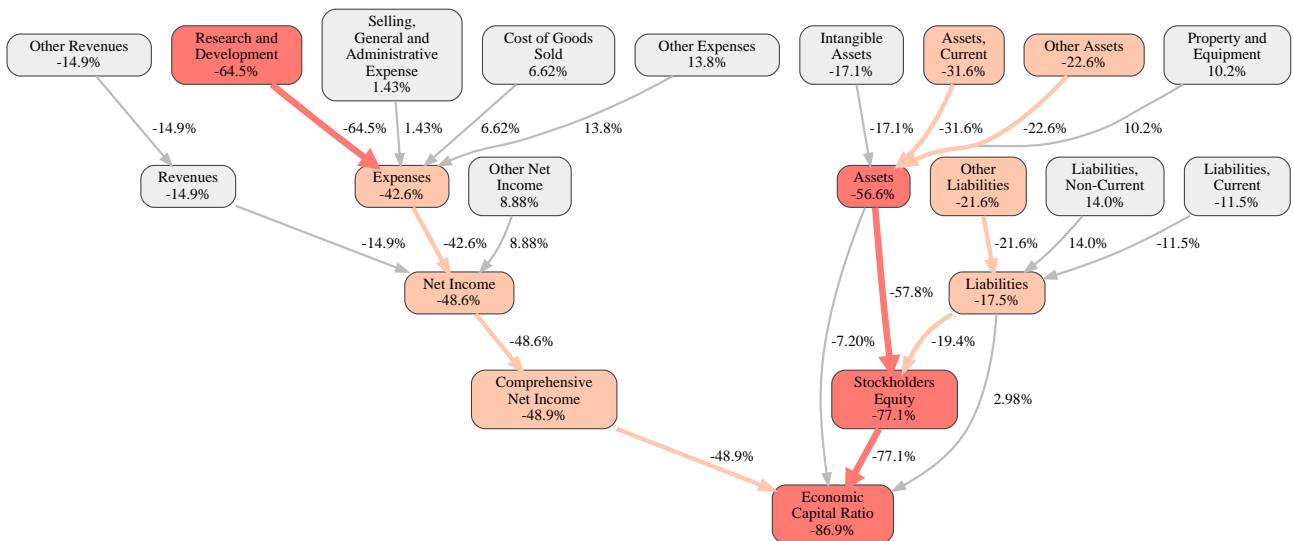 Other Revenues
-14.9%
Research and
Development
-64.5%
Selling,
General and
Administrative
Expense
1.43%
Cost of Goods
Sold
6.62%
Other Expenses
13.8%
Intangible
Assets
-17.1%
Assets,
Current
-31.6%
Other Assets
-22.6%
Property and
Equipment
10.2%
-14.9%
-64.5%
1.43%
6.62%
13.8%
-17.1%
-31.6%
-22.6%
10.2%
Revenues
-14.9%
Expenses
-42.6%
Other Net
Income
8.88%
Assets
-56.6%
Other
Liabilities
-21.6%
Liabilities,
Non-Current
14.0%
Liabilities,
Current
-11.5%
-14.9%
-42.6%
8.88%
-21.6%
14.0%
-11.5%
Net Income
-48.6%
-57.8%
Liabilities
-17.5%
-48.6%
-7.20%
-19.4%
Comprehensive
Net Income
-48.9%
Stockholders
Equity
-77.1%
2.98%
-48.9%
-77.1%
Economic
Capital Ratio
-86.9%